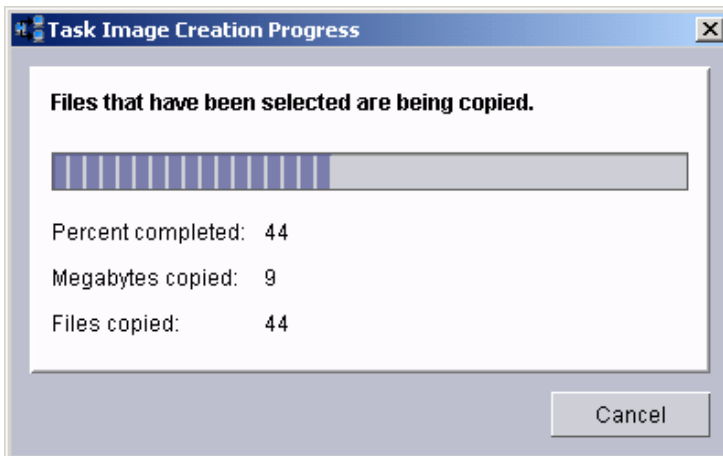 Task Image Creation Progress
Files that have been selected are being copied.
Percent completed: 44
Megabytes copied: 9
Files copied: 44
Cancel